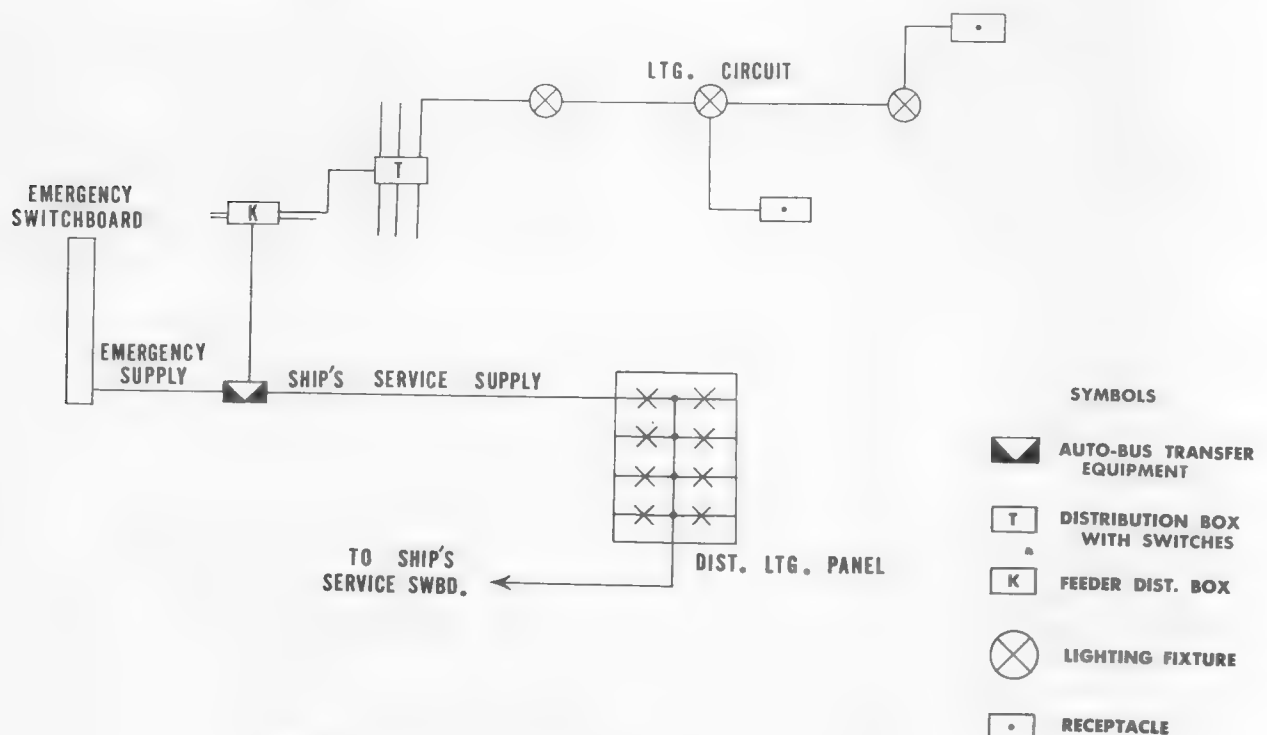 LTG. CIRCUIT
T
EMERGENCY
SWITCHBOARD
K
EMERGENCY
SUPPLY
SHIP'S SERVICE SUPPLY
TO SHIP'S
SERVICE SWBD.
DIST. LTG. PANEL
SYMBOLS
AUTO-BUS TRANSFER
EQUIPMENT
T
DISTRIBUTION BOX
WITH SWITCHES
K
FEEDER DIST. BOX
LIGHTING FIXTURE
RECEPTACLE